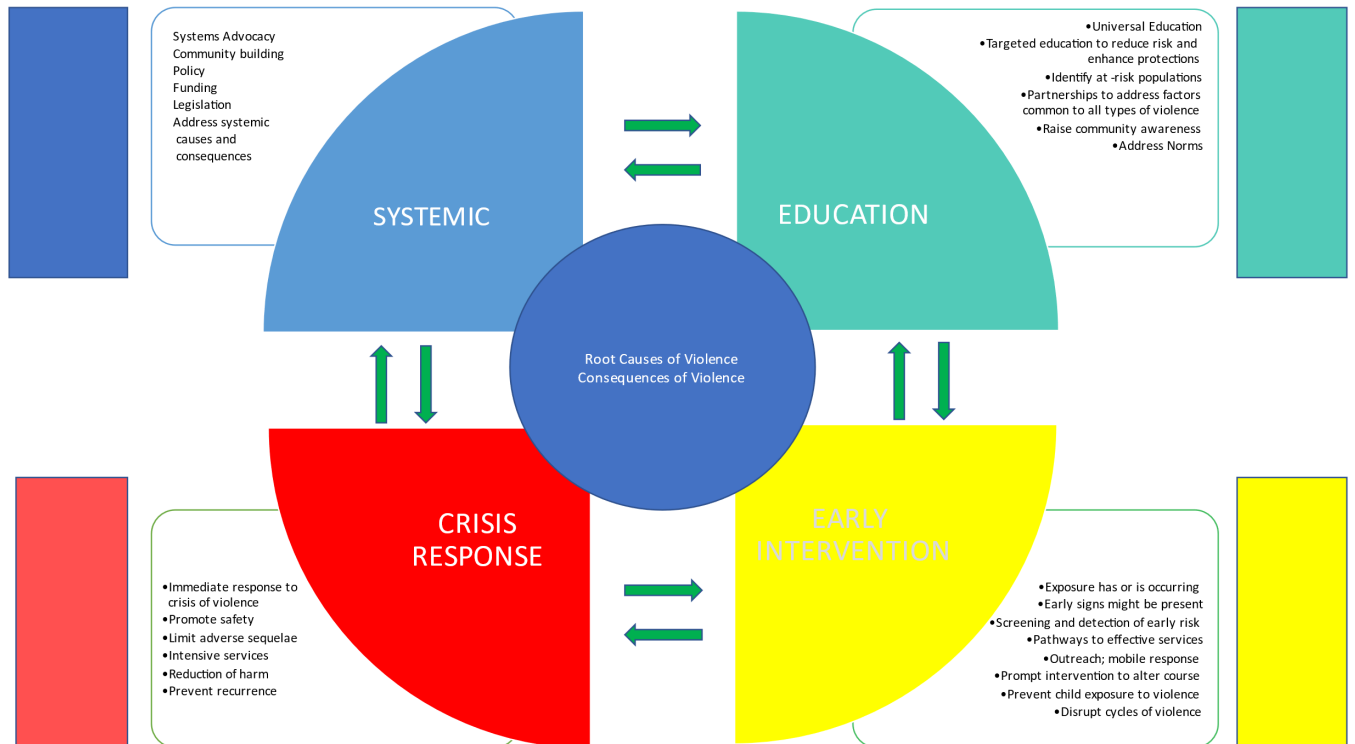 Systems Advocacy
Community building
Policy
Funding
Legislation
Address systemic
causes and
consequences
SYSTEMIC
•Universal Education
•Targeted education to reduce risk and
enhance protections
•Identify at -risk populations
•Partnerships to address factors
common to all types of violence
•Raise community awareness
•Address Norms
EDUCATION
Root Causes of Violence
Consequences of Violence
CRISIS
RESPONSE
•Immediate response to
crisis of violence
•Promote safety
•Limit adverse sequelae
•Intensive services
•Reduction of harm
•Prevent recurrence
EARLY
INTERVENTION
•Exposure has or is occurring
•Early signs might be present
•Screening and detection of early risk
•Pathways to effective services
•Outreach; mobile response
•Prompt intervention to alter course
•Prevent child exposure to violence
•Disrupt cycles of violence